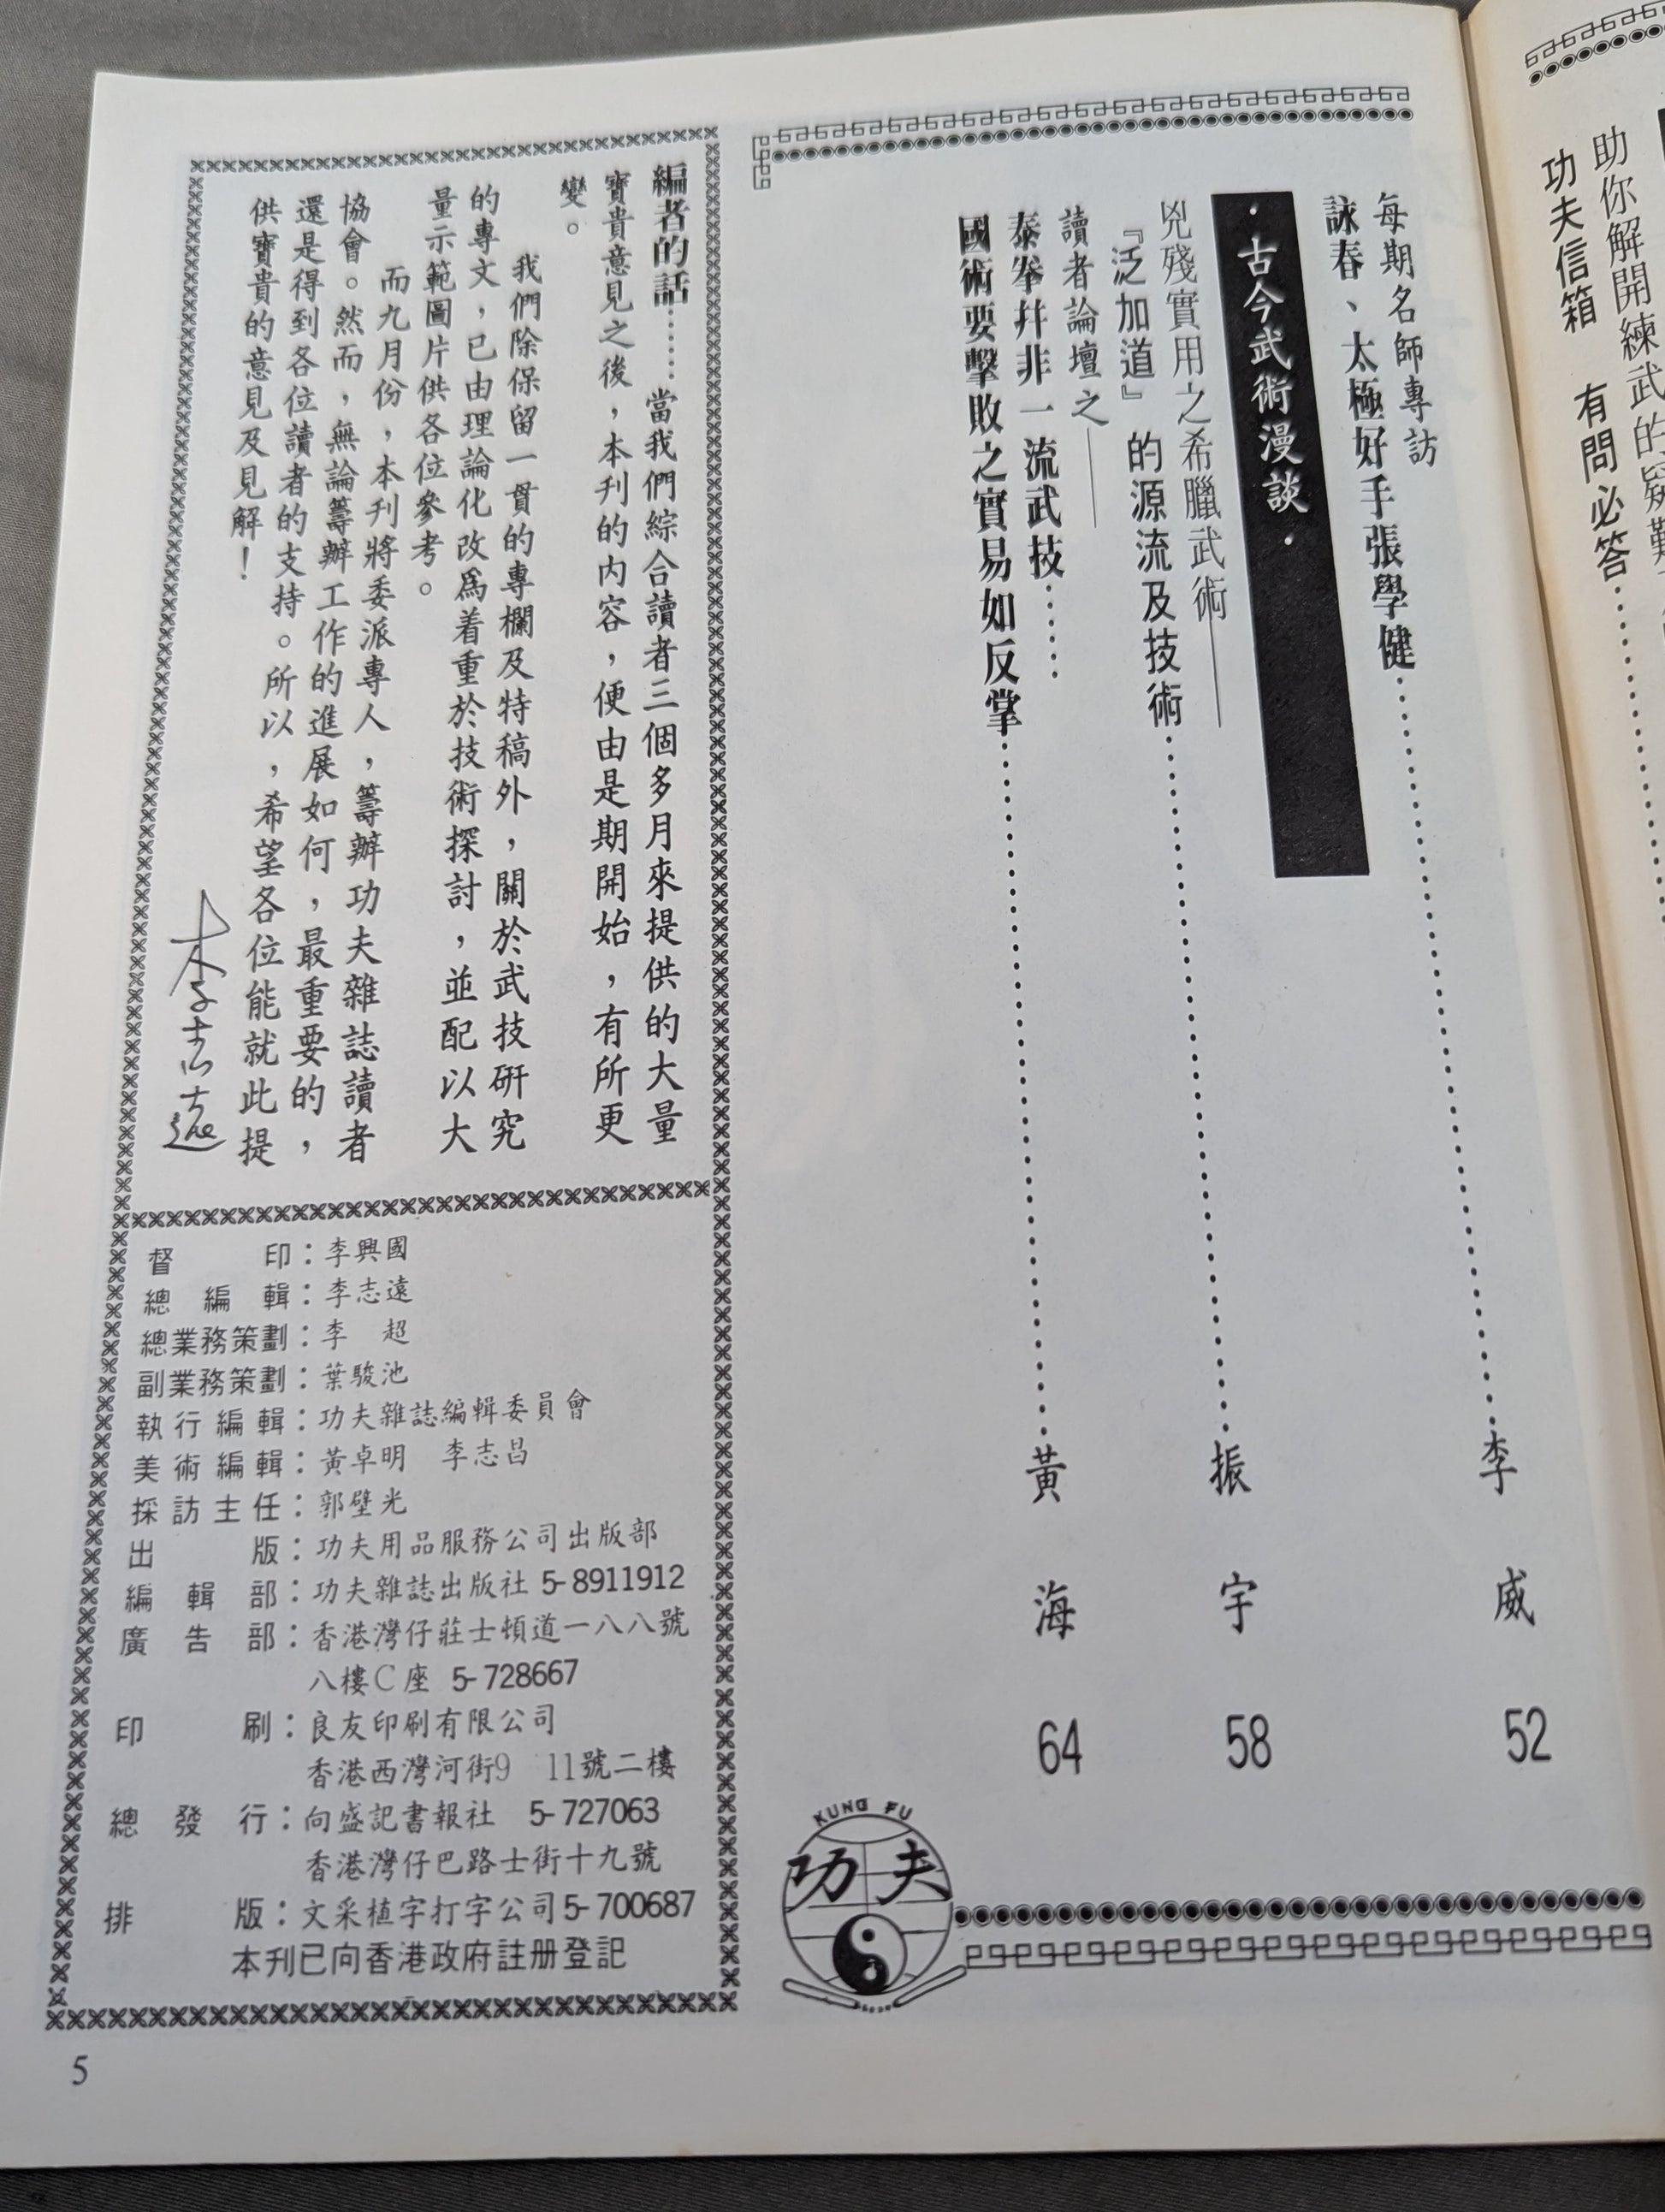 助你解開練武的疑難
功夫信箱 有問必答……
每期名師專訪
詠春、太極好手張學健……李 威 52
·古今武術漫談·
兇殘實用之希臘武術——
『泛加道』的源流及技術……振 宇 58
讀者論壇之——
泰拳幷非一流武技……
國術要擊敗之實易如反掌……黃 海 64
KUNG FU
功夫
編者的話……當我們綜合讀者三個多月來提供的大量
寶貴意見之後，本刋的内容，便由是期開始，有所更
變。
我們除保留一貫的專欄及特稿外，關於武技研究
的專文，已由理論化改爲着重於技術探討，並配以大
量示範圖片供各位參考。
而九月份，本刋將委派專人，籌辦功夫雜誌讀者
協會。然而，無論籌辦工作的進展如何，最重要的，
還是得到各位讀者的支持。所以，希望各位能就此提
供寶貴的意見及見解！
李志遠
督印：李興國
總編輯：李志遠
總業務策劃：李 超
副業務策劃：葉駿池
執行編輯：功夫雜誌編輯委員會
美術編輯：黃卓明 李志昌
採訪主任：郭壁光
出版：功夫用品服務公司出版部
編輯部：功夫雜誌出版社 5-8911912
廣告部：香港灣仔莊士頓道一八八號
八樓C座 5-728667
印刷：良友印刷有限公司
香港西灣河街9 11號二樓
總發行：向盛記書報社 5-727063
香港灣仔巴路士街十九號
排版：文采植字打字公司5-700687
本刋已向香港政府註册登記
5